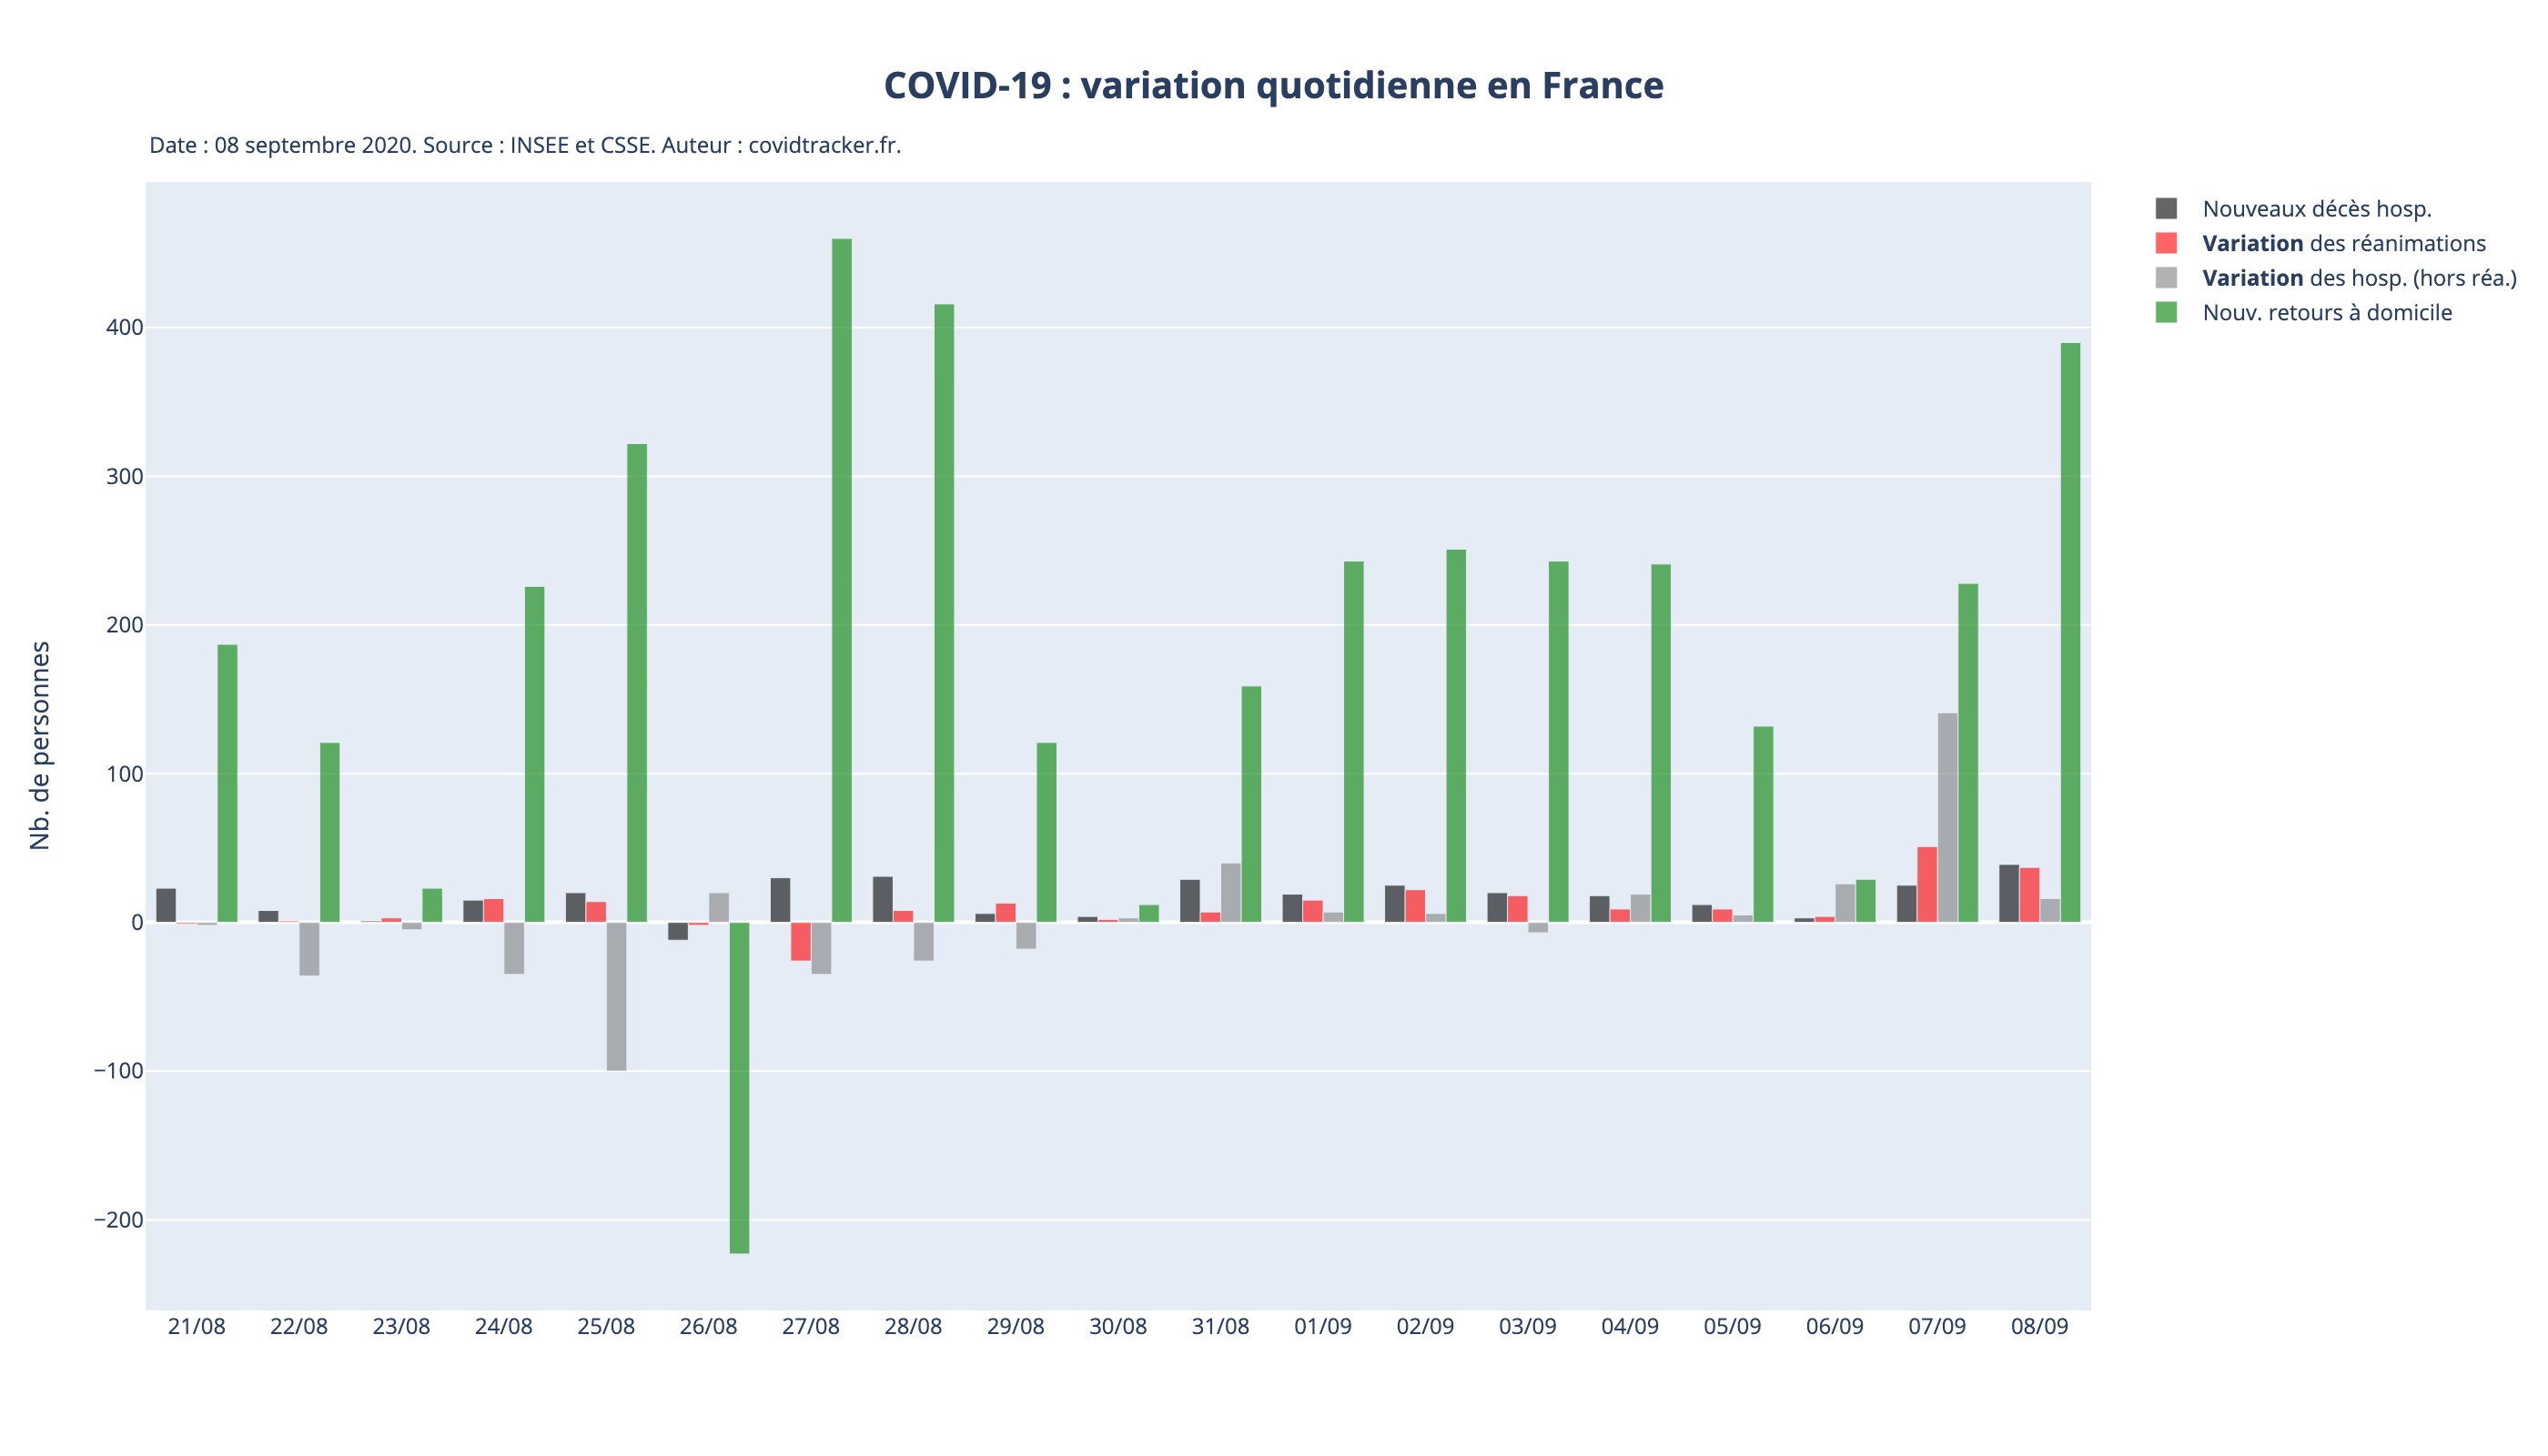 COVID-19 : variation quotidienne en France
Date : 08 septembre 2020. Source : INSEE et CSSE. Auteur : covidtracker.fr.
Nouveaux décès hosp.
Variation des réanimations
Variation des hosp. (hors réa.)
Nouv. retours à domicile
Nb. de personnes
400
300
200
100
0
−100
−200
21/08 22/08 23/08 24/08 25/08 26/08 27/08 28/08 29/08 30/08 31/08 01/09 02/09 03/09 04/09 05/09 06/09 07/09 08/09